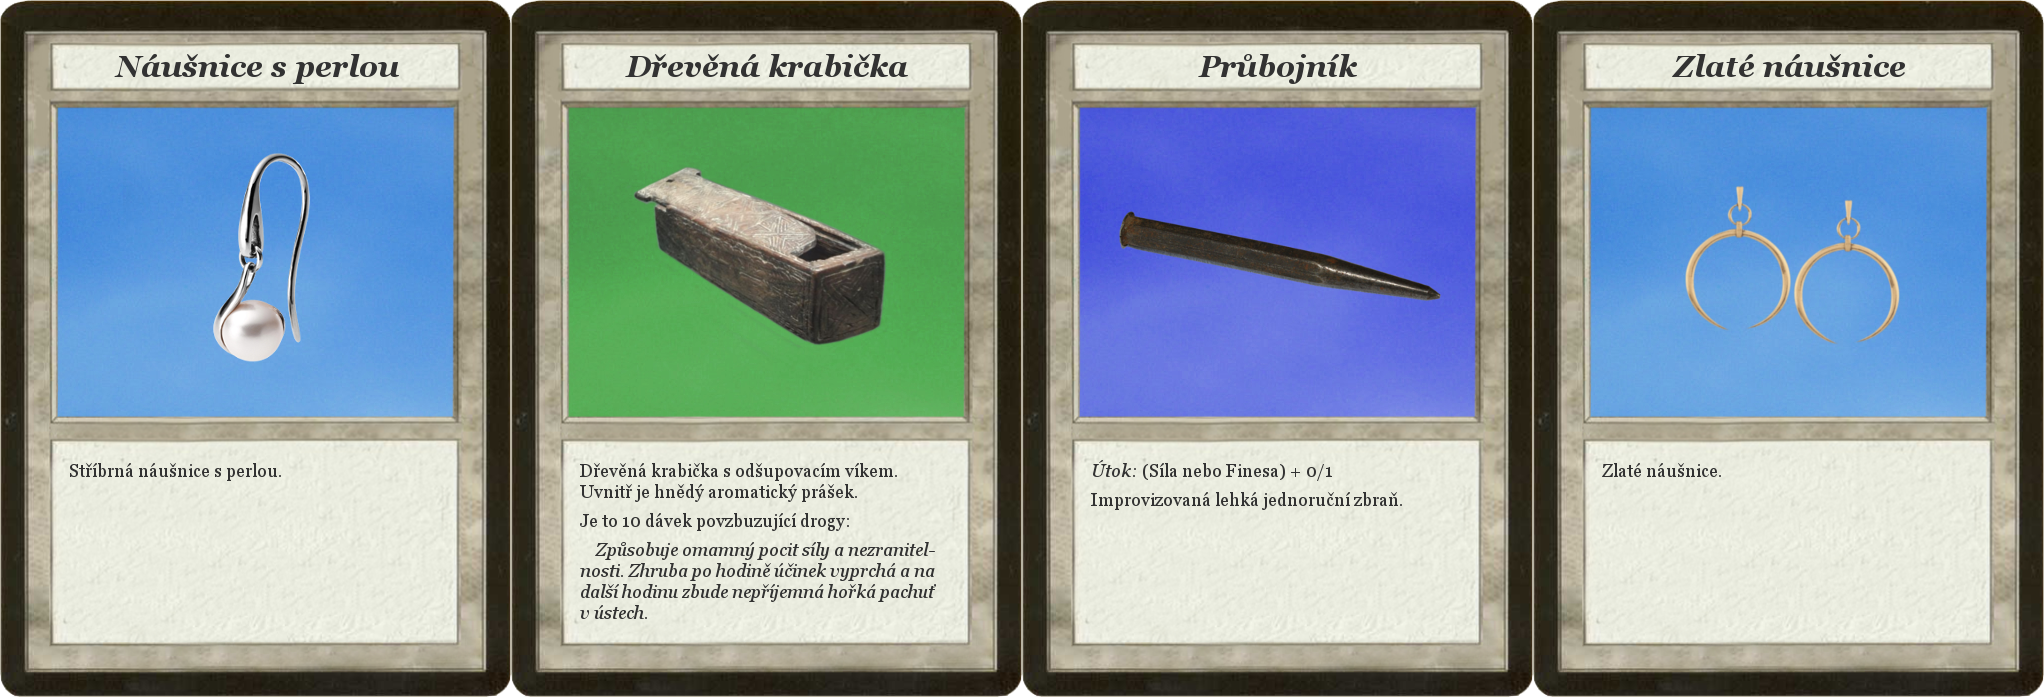 Náušnice s perlou
Stříbrná náušnice s perlou.
Dřevěná krabička
Dřevěná krabička s odšupovacím víkem.
Uvnitř je hnědý aromatický prášek.
Je to 10 dávek povzbuzující drogy:
Způsobuje omamný pocit síly a nezranitel-
nosti. Zhruba po hodině účinek vyprchá a na
další hodinu zbude nepříjemná hořká pachuť
v ústech.
Průbojník
Útok: (Síla nebo Finesa) + 0/1
Improvizovaná lehká jednoruční zbraň.
Zlaté náušnice
Zlaté náušnice.